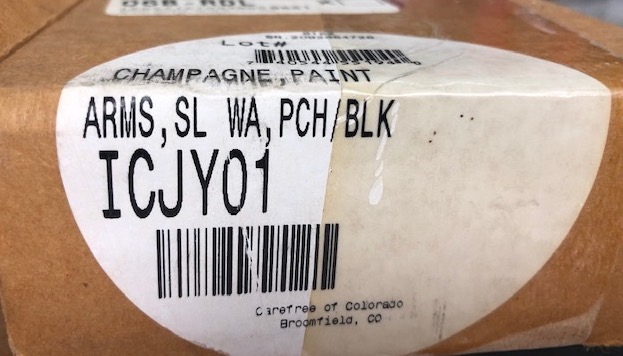 Lot#
CHAMPAGNE, PAINT
ARMS, SL WA, PCH/BLK
ICJY01
Carefree of Colorado
Broomfield, CO